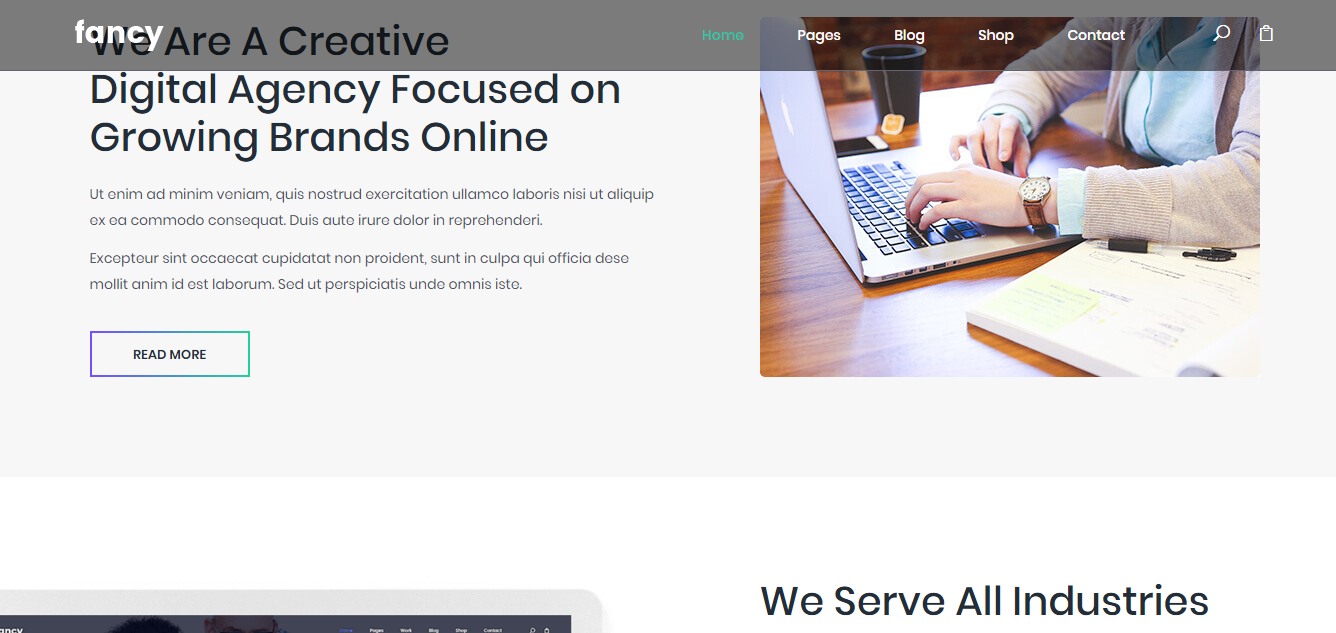 fancy
Home Pages Blog Shop Contact
We Are A Creative
Digital Agency Focused on
Growing Brands Online
Ut enim ad minim veniam, quis nostrud exercitation ullamco laboris nisi ut aliquip
ex ea commodo consequat. Duis aute irure dolor in reprehenderi.
Excepteur sint occaecat cupidatat non proident, sunt in culpa qui officia dese
mollit anim id est laborum. Sed ut perspiciatis unde omnis iste.
READ MORE
We Serve All Industries
ancy Home Pages Work Blog Shop Contact